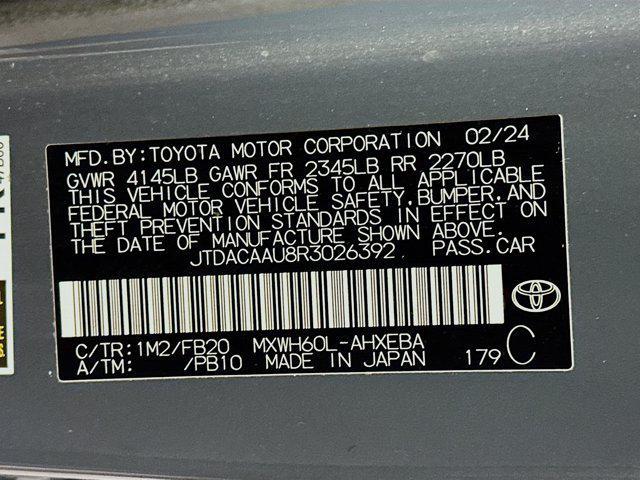 MFD.BY:TOYOTA MOTOR CORPORATION 02/24
GVWR 4145LB GAWR FR 2345LB RR 2270LB
THIS VEHICLE CONFORMS TO ALL APPLICABLE
FEDERAL MOTOR VEHICLE SAFETY,BUMPER,AND
THEFT PREVENTION STANDARDS IN EFFECT ON
THE DATE OF MANUFACTURE SHOWN ABOVE.
JTDACAAU8R3026392 PASS.CAR
C/TR:1M2/FB20 MXWH60L-AHXEBA
A/TM: /PB10 MADE IN JAPAN 179 C